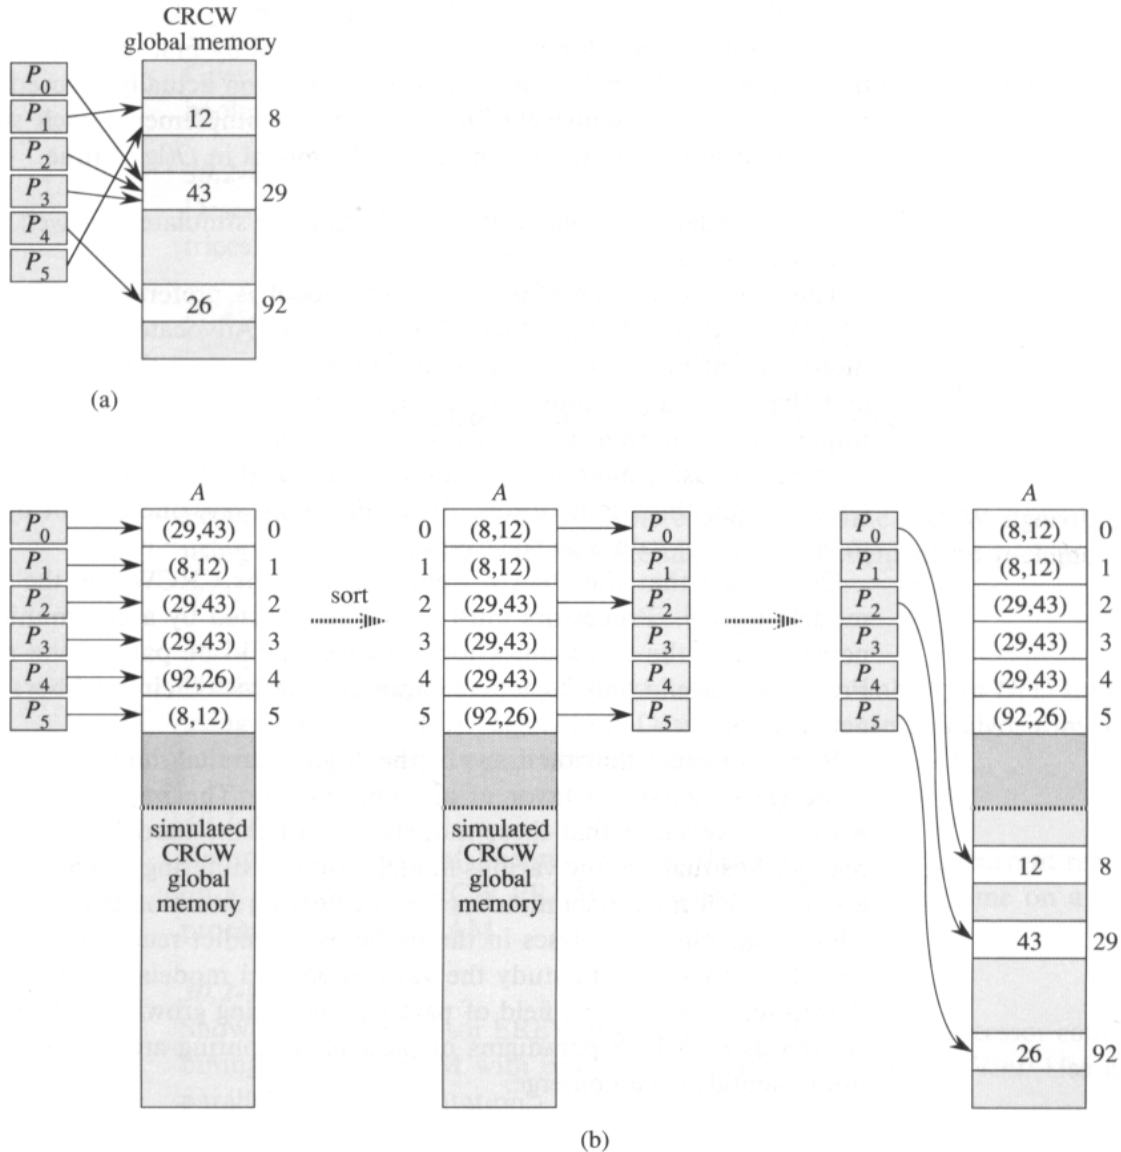 CRCW
global memory
P0
P1 12 8
P2
P3 43 29
P4
P5
26 92
(a)
A A A
P0 (29,43) 0 0 (8,12) P0 P0 (8,12) 0
P1 (8,12) 1 1 (8,12) P1 P1 (8,12) 1
P2 (29,43) 2 sort 2 (29,43) P2 P2 (29,43) 2
P3 (29,43) 3 3 (29,43) P3 P3 (29,43) 3
P4 (92,26) 4 4 (29,43) P4 P4 (29,43) 4
P5 (8,12) 5 5 (92,26) P5 P5 (92,26) 5
simulated simulated
CRCW CRCW 12 8
global global
memory memory
43 29
26 92
(b)